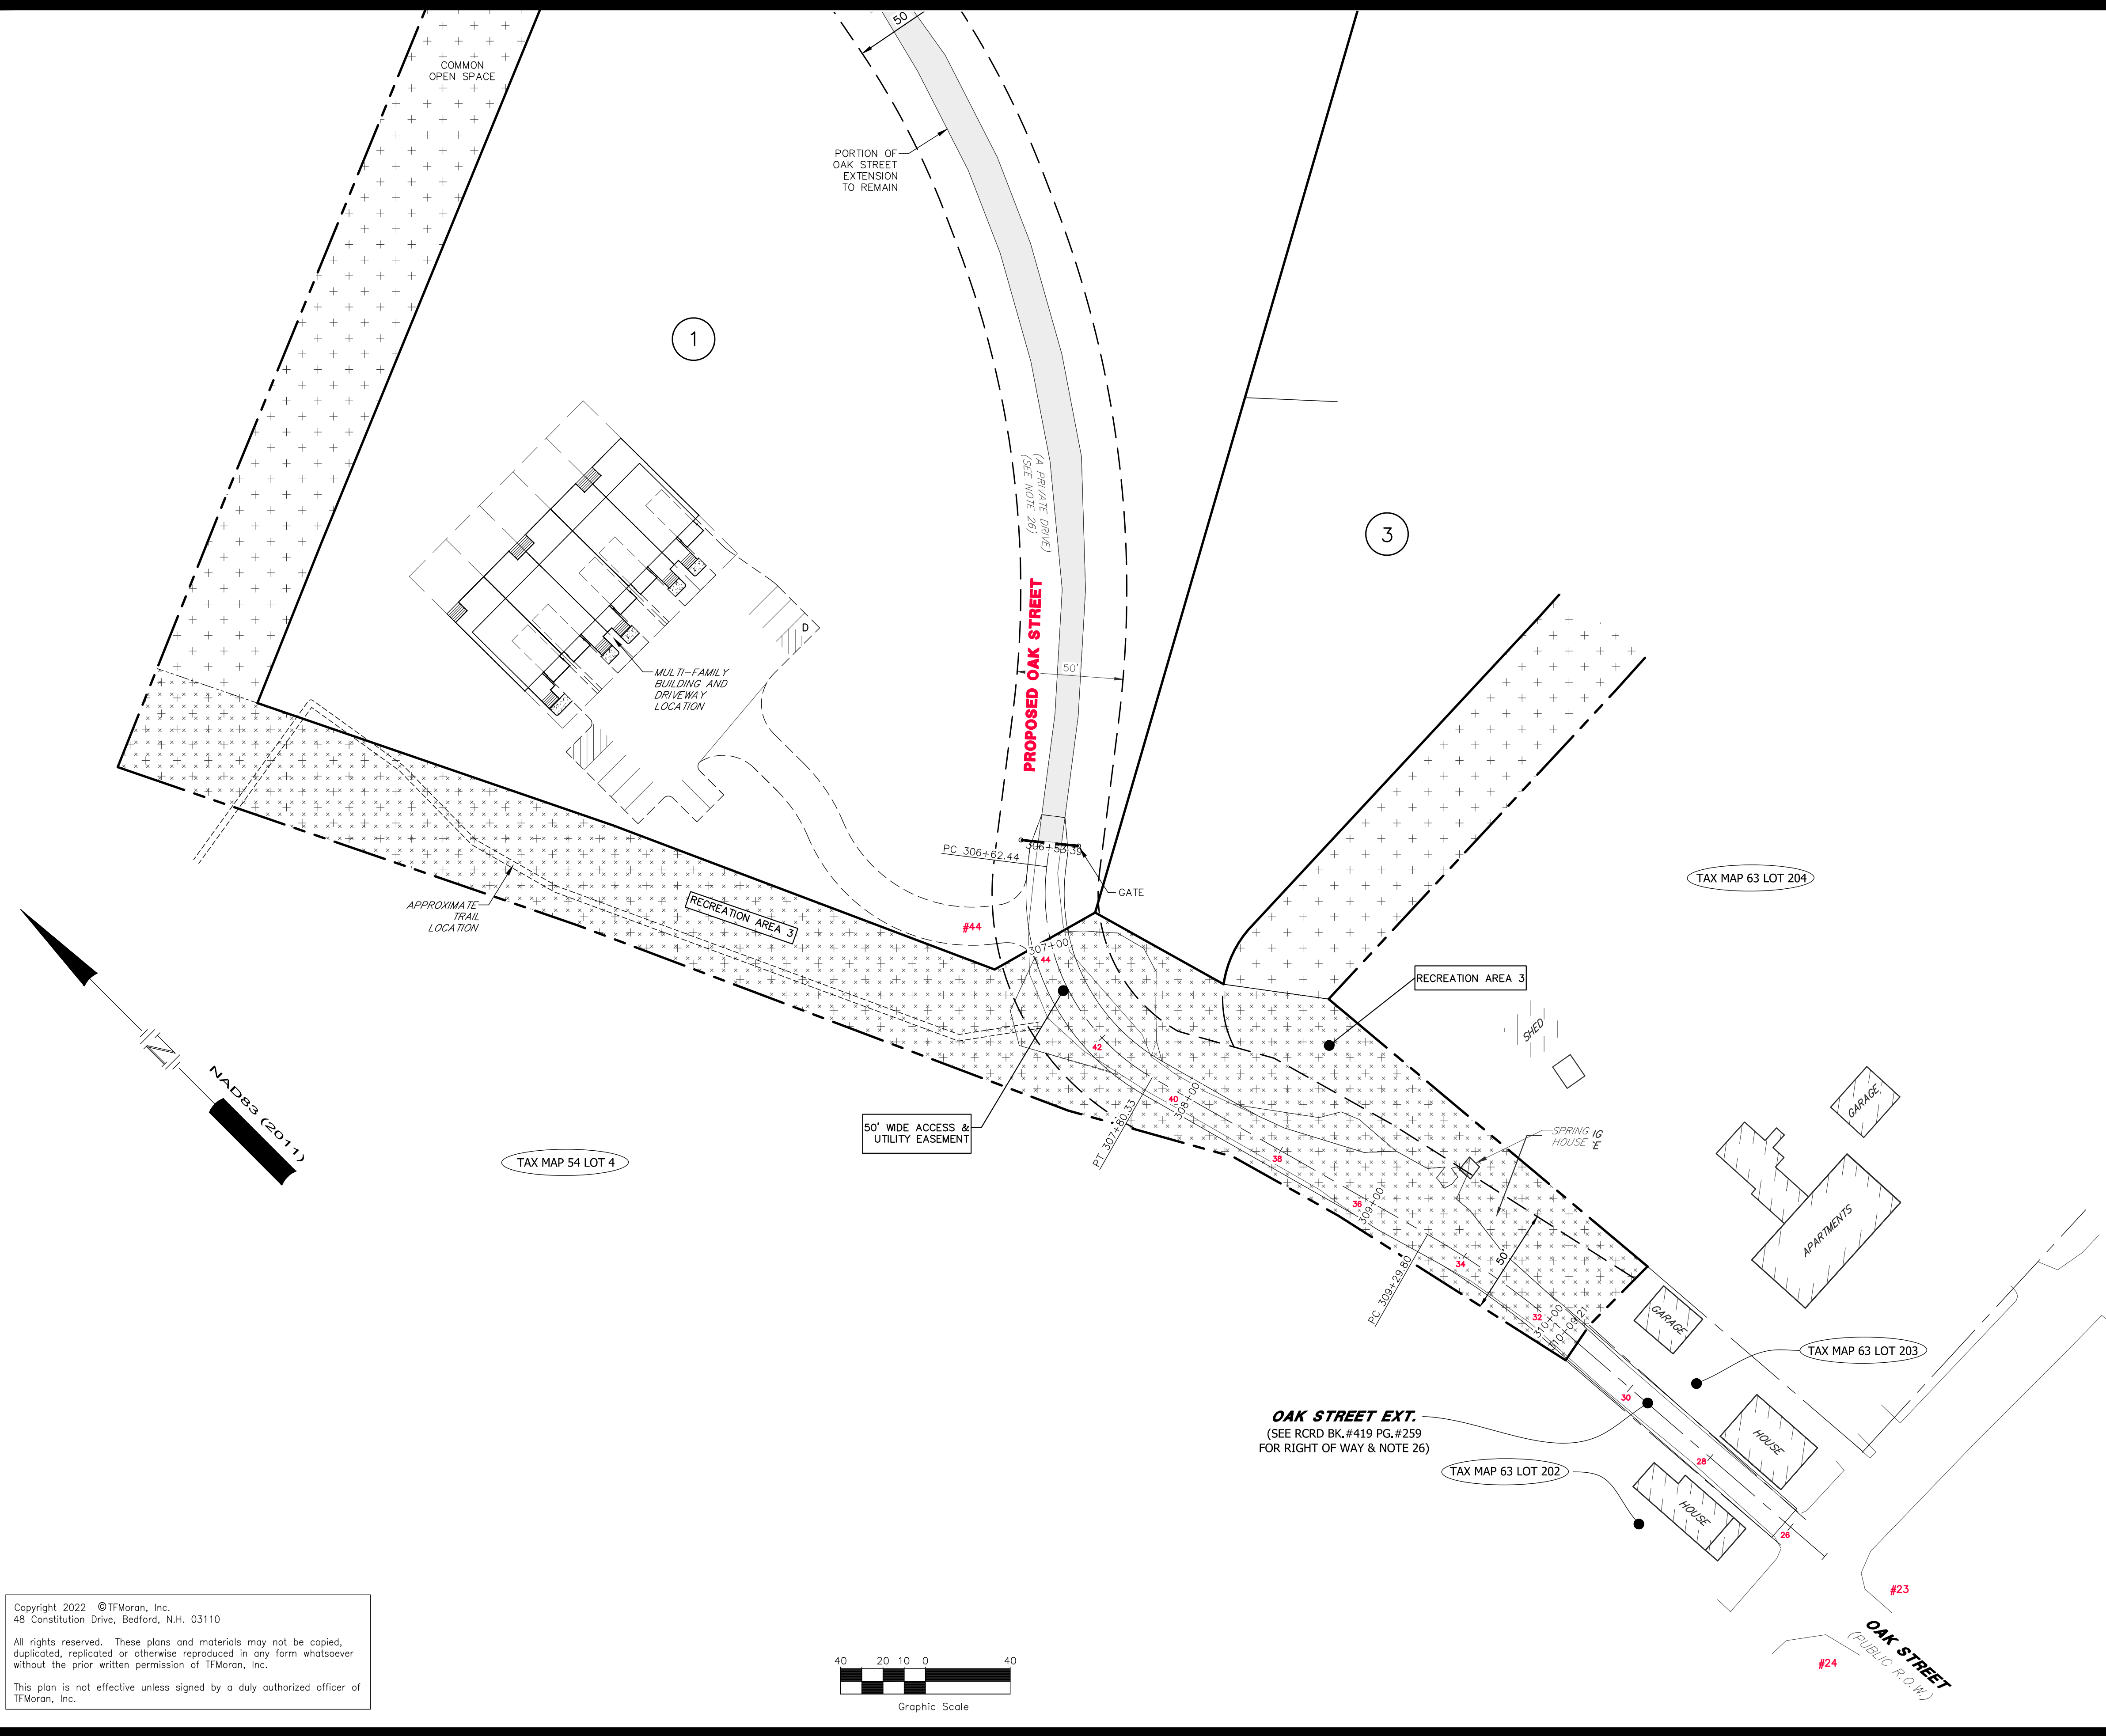 50
COMMON
OPEN SPACE
PORTION OF
OAK STREET
EXTENSION
TO REMAIN
1
3
(A PRIVATE DRIVE)
(SEE NOTE 26)
PROPOSED OAK STREET
50'
D
MULTI-FAMILY
BUILDING AND
DRIVEWAY
LOCATION
PC 306+62.44
306+53.39
GATE
TAX MAP 63 LOT 204
APPROXIMATE
TRAIL
LOCATION
RECREATION AREA 3
#44
307+00
44
RECREATION AREA 3
SHED
42
40
308+00
PT 307+80.33
50' WIDE ACCESS &
UTILITY EASEMENT
GARAGE
SPRING
HOUSE
APARTMENTS
N
NAD83 (2011)
TAX MAP 54 LOT 4
38
36
309+00
34
50'
PC 309+29.80
32
310+00
310+09.21
GARAGE
TAX MAP 63 LOT 203
30
OAK STREET EXT.
(SEE RCRD BK.#419 PG.#259
FOR RIGHT OF WAY & NOTE 26)
HOUSE
28
TAX MAP 63 LOT 202
HOUSE
26
#23
OAK STREET
(PUBLIC R.O.W.)
#24
Copyright 2022 ©TFMoran, Inc.
48 Constitution Drive, Bedford, N.H. 03110
All rights reserved. These plans and materials may not be copied,
duplicated, replicated or otherwise reproduced in any form whatsoever
without the prior written permission of TFMoran, Inc.
This plan is not effective unless signed by a duly authorized officer of
TFMoran, Inc.
40 20 10 0 40
Graphic Scale